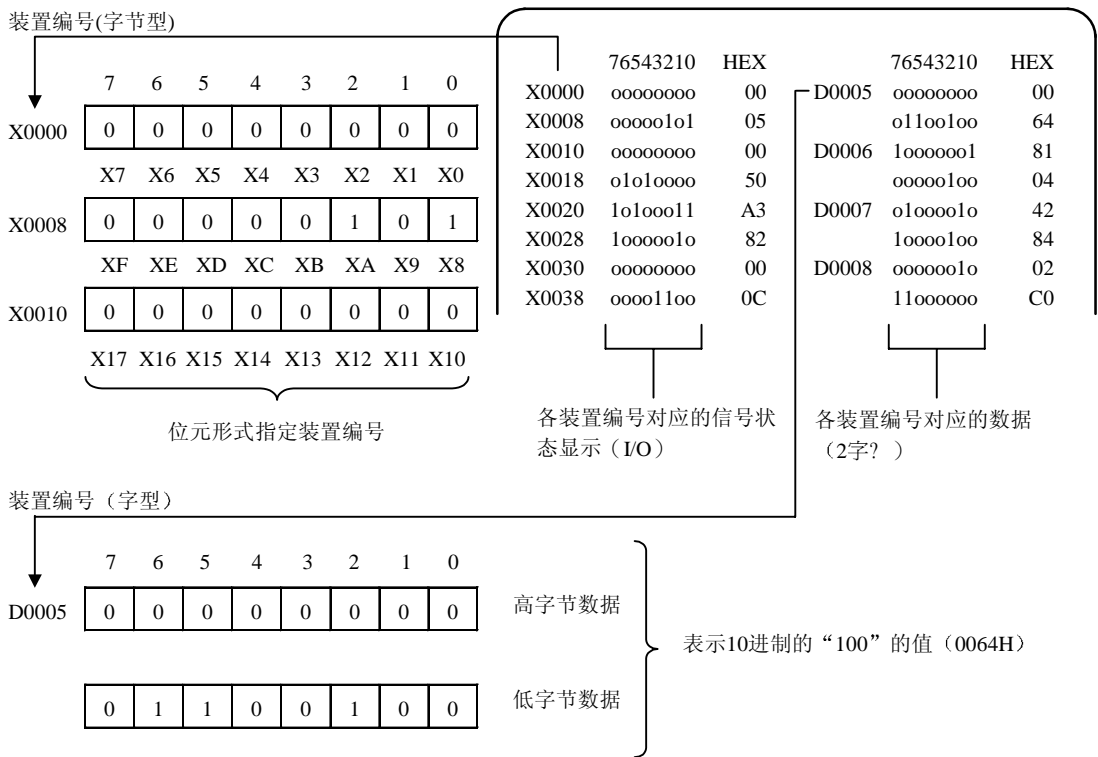 装置编号(字节型)
7 6 5 4 3 2 1 0
X0000 0 0 0 0 0 0 0 0
X7 X6 X5 X4 X3 X2 X1 X0
X0008 0 0 0 0 0 1 0 1
XF XE XD XC XB XA X9 X8
X0010 0 0 0 0 0 0 0 0
X17 X16 X15 X14 X13 X12 X11 X10
位元形式指定装置编号
76543210 HEX
X0000 oooooooo 00
X0008 ooooo1o1 05
X0010 oooooooo 00
X0018 o1o1oooo 50
X0020 1o1ooo11 A3
X0028 1ooooo1o 82
X0030 oooooooo 00
X0038 oooo11oo 0C
各装置编号对应的信号状
态显示（I/O）
76543210 HEX
D0005 oooooooo 00
o11oo1oo 64
D0006 1oooooo1 81
ooooo1oo 04
D0007 o1oooo1o 42
1oooo1oo 84
D0008 oooooo1o 02
11oooooo C0
各装置编号对应的数据
（2字? ）
装置编号（字型）
7 6 5 4 3 2 1 0
D0005 0 0 0 0 0 0 0 0 高字节数据
0 1 1 0 0 1 0 0 低字节数据
表示10进制的“100”的值（0064H）